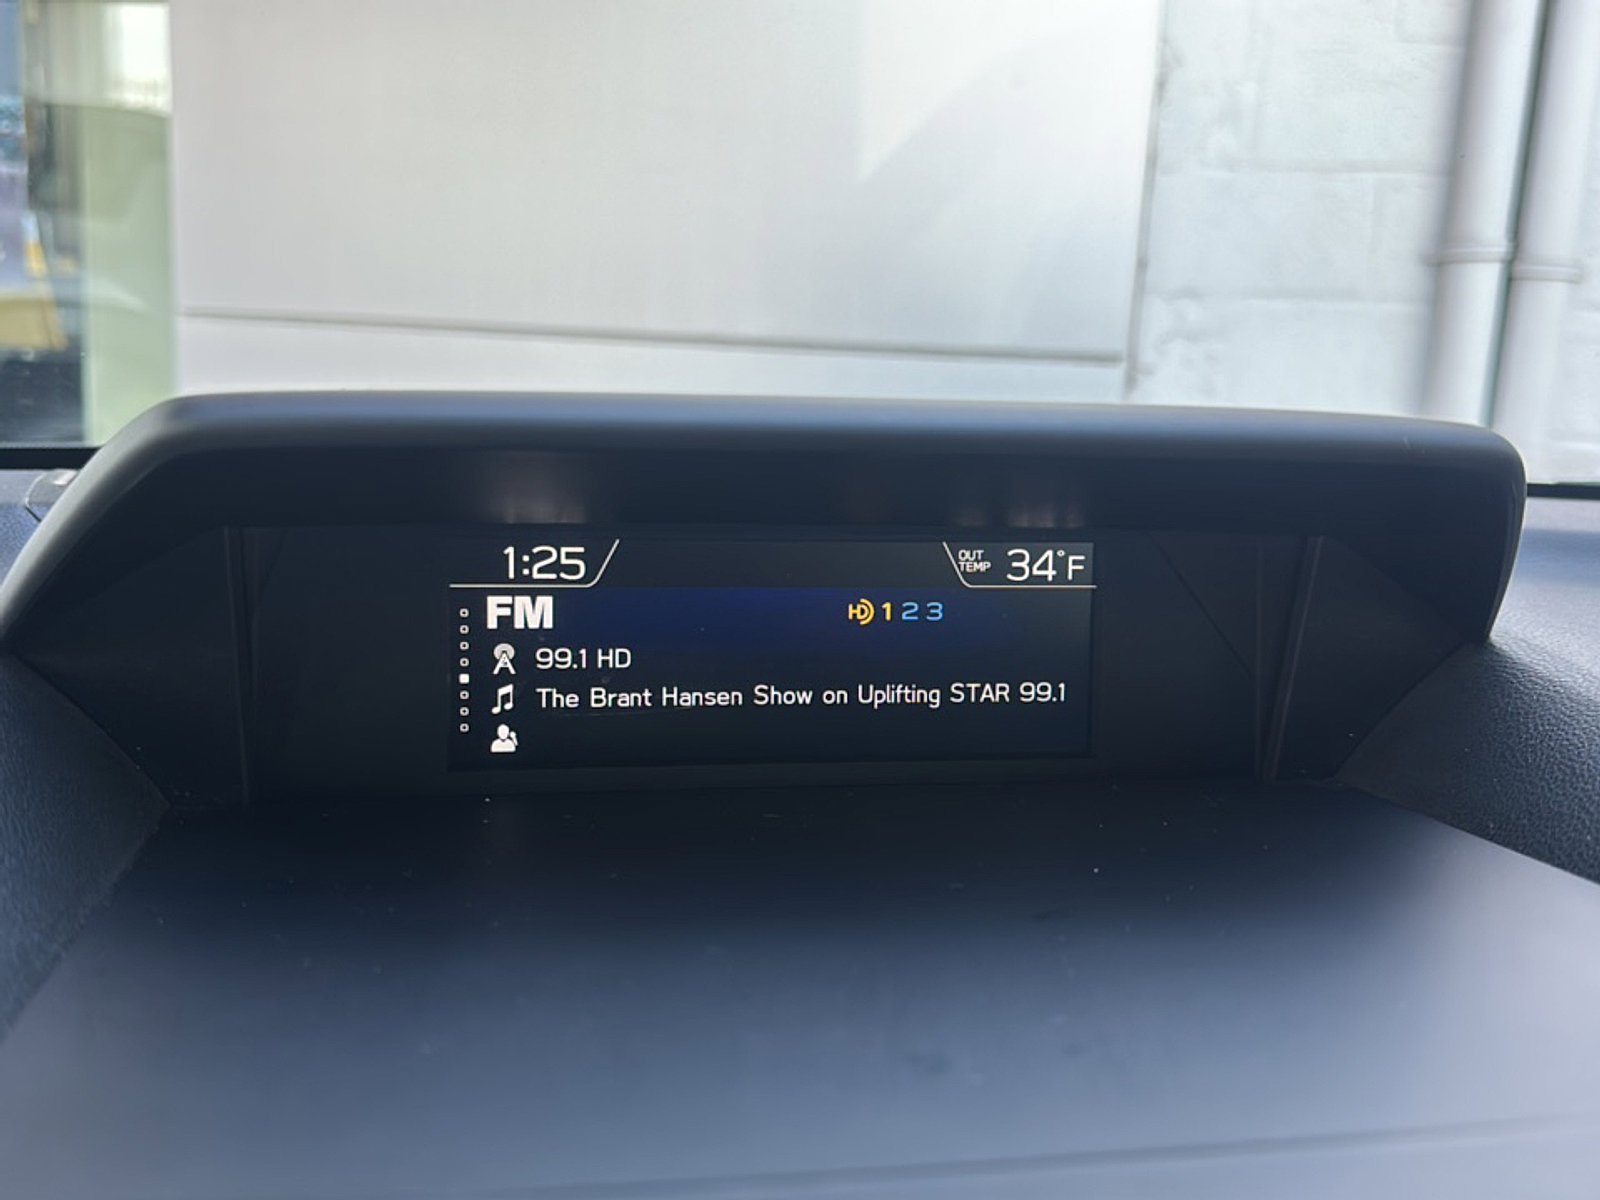 1:25
OUT TEMP 34°F
FM HD 1 2 3
99.1 HD
The Brant Hansen Show on Uplifting STAR 99.1